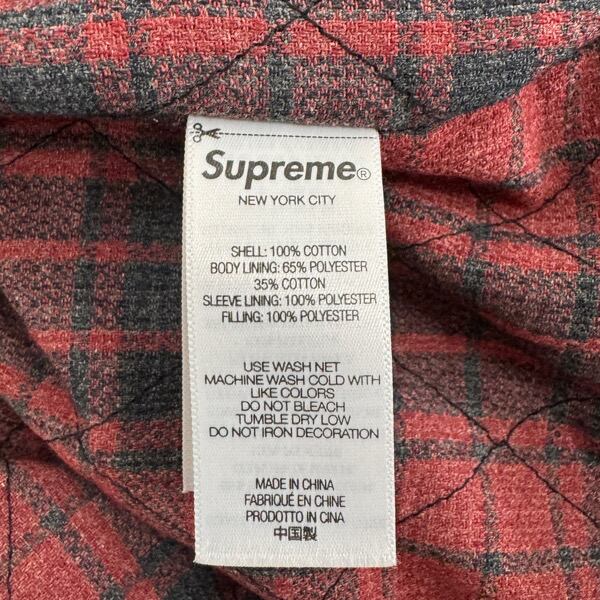 Supreme®
NEW YORK CITY
SHELL: 100% COTTON
BODY LINING: 65% POLYESTER
35% COTTON
SLEEVE LINING: 100% POLYESTER
FILLING: 100% POLYESTER
USE WASH NET
MACHINE WASH COLD WITH
LIKE COLORS
DO NOT BLEACH
TUMBLE DRY LOW
DO NOT IRON DECORATION
MADE IN CHINA
FABRIQUÉ EN CHINE
PRODOTTO IN CINA
中国製